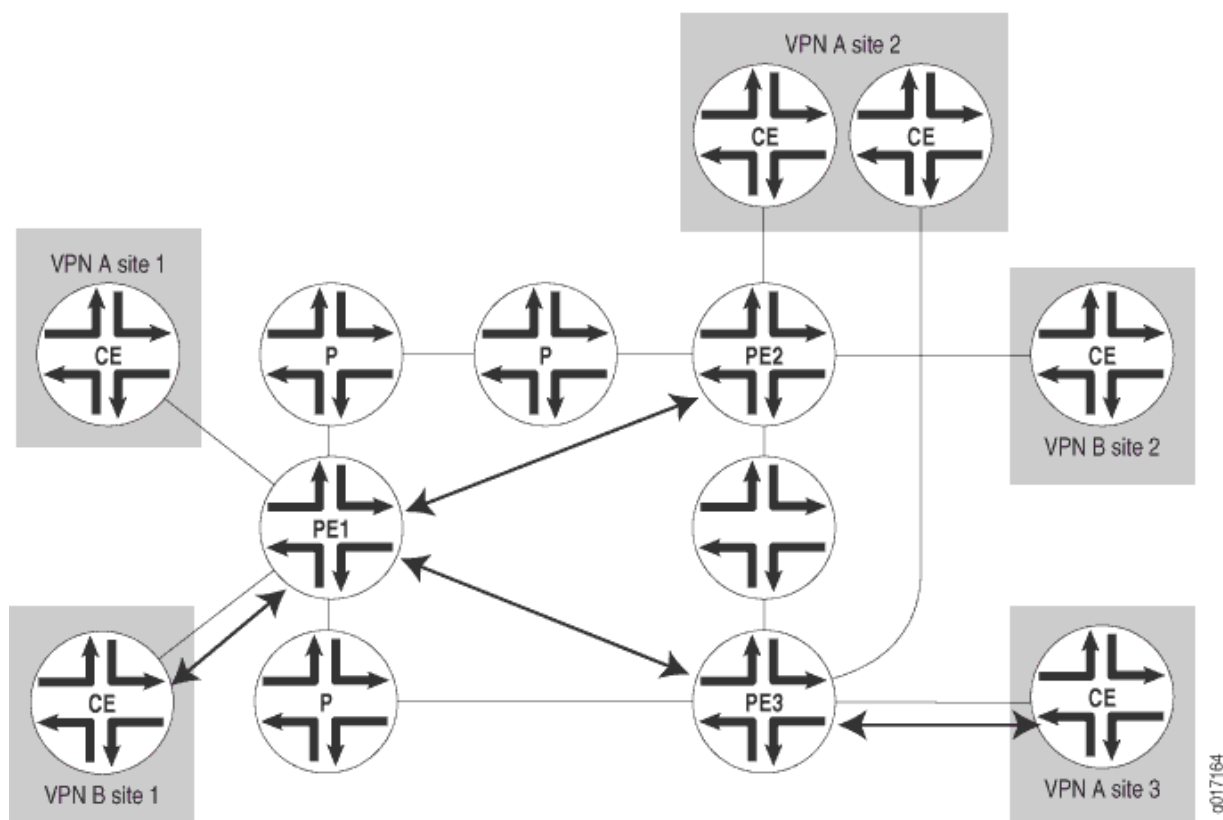 VPN A site 2
CE
CE
VPN A site 1
CE
P
P
PE2
CE
VPN B site 2
PE1
CE
P
PE3
CE
VPN B site 1
VPN A site 3
g017164